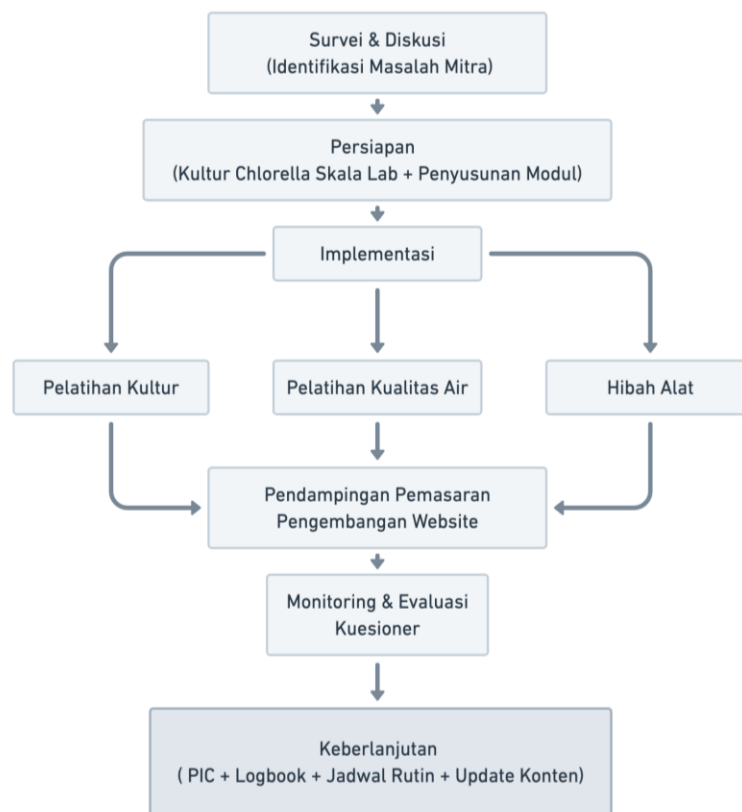 Survei & Diskusi
(Identifikasi Masalah Mitra)
Persiapan
(Kultur Chlorella Skala Lab + Penyusunan Modul)
Implementasi
Pelatihan Kultur
Pelatihan Kualitas Air
Hibah Alat
Pendampingan Pemasaran
Pengembangan Website
Monitoring & Evaluasi
Kuesioner
Keberlanjutan
( PIC + Logbook + Jadwal Rutin + Update Konten)